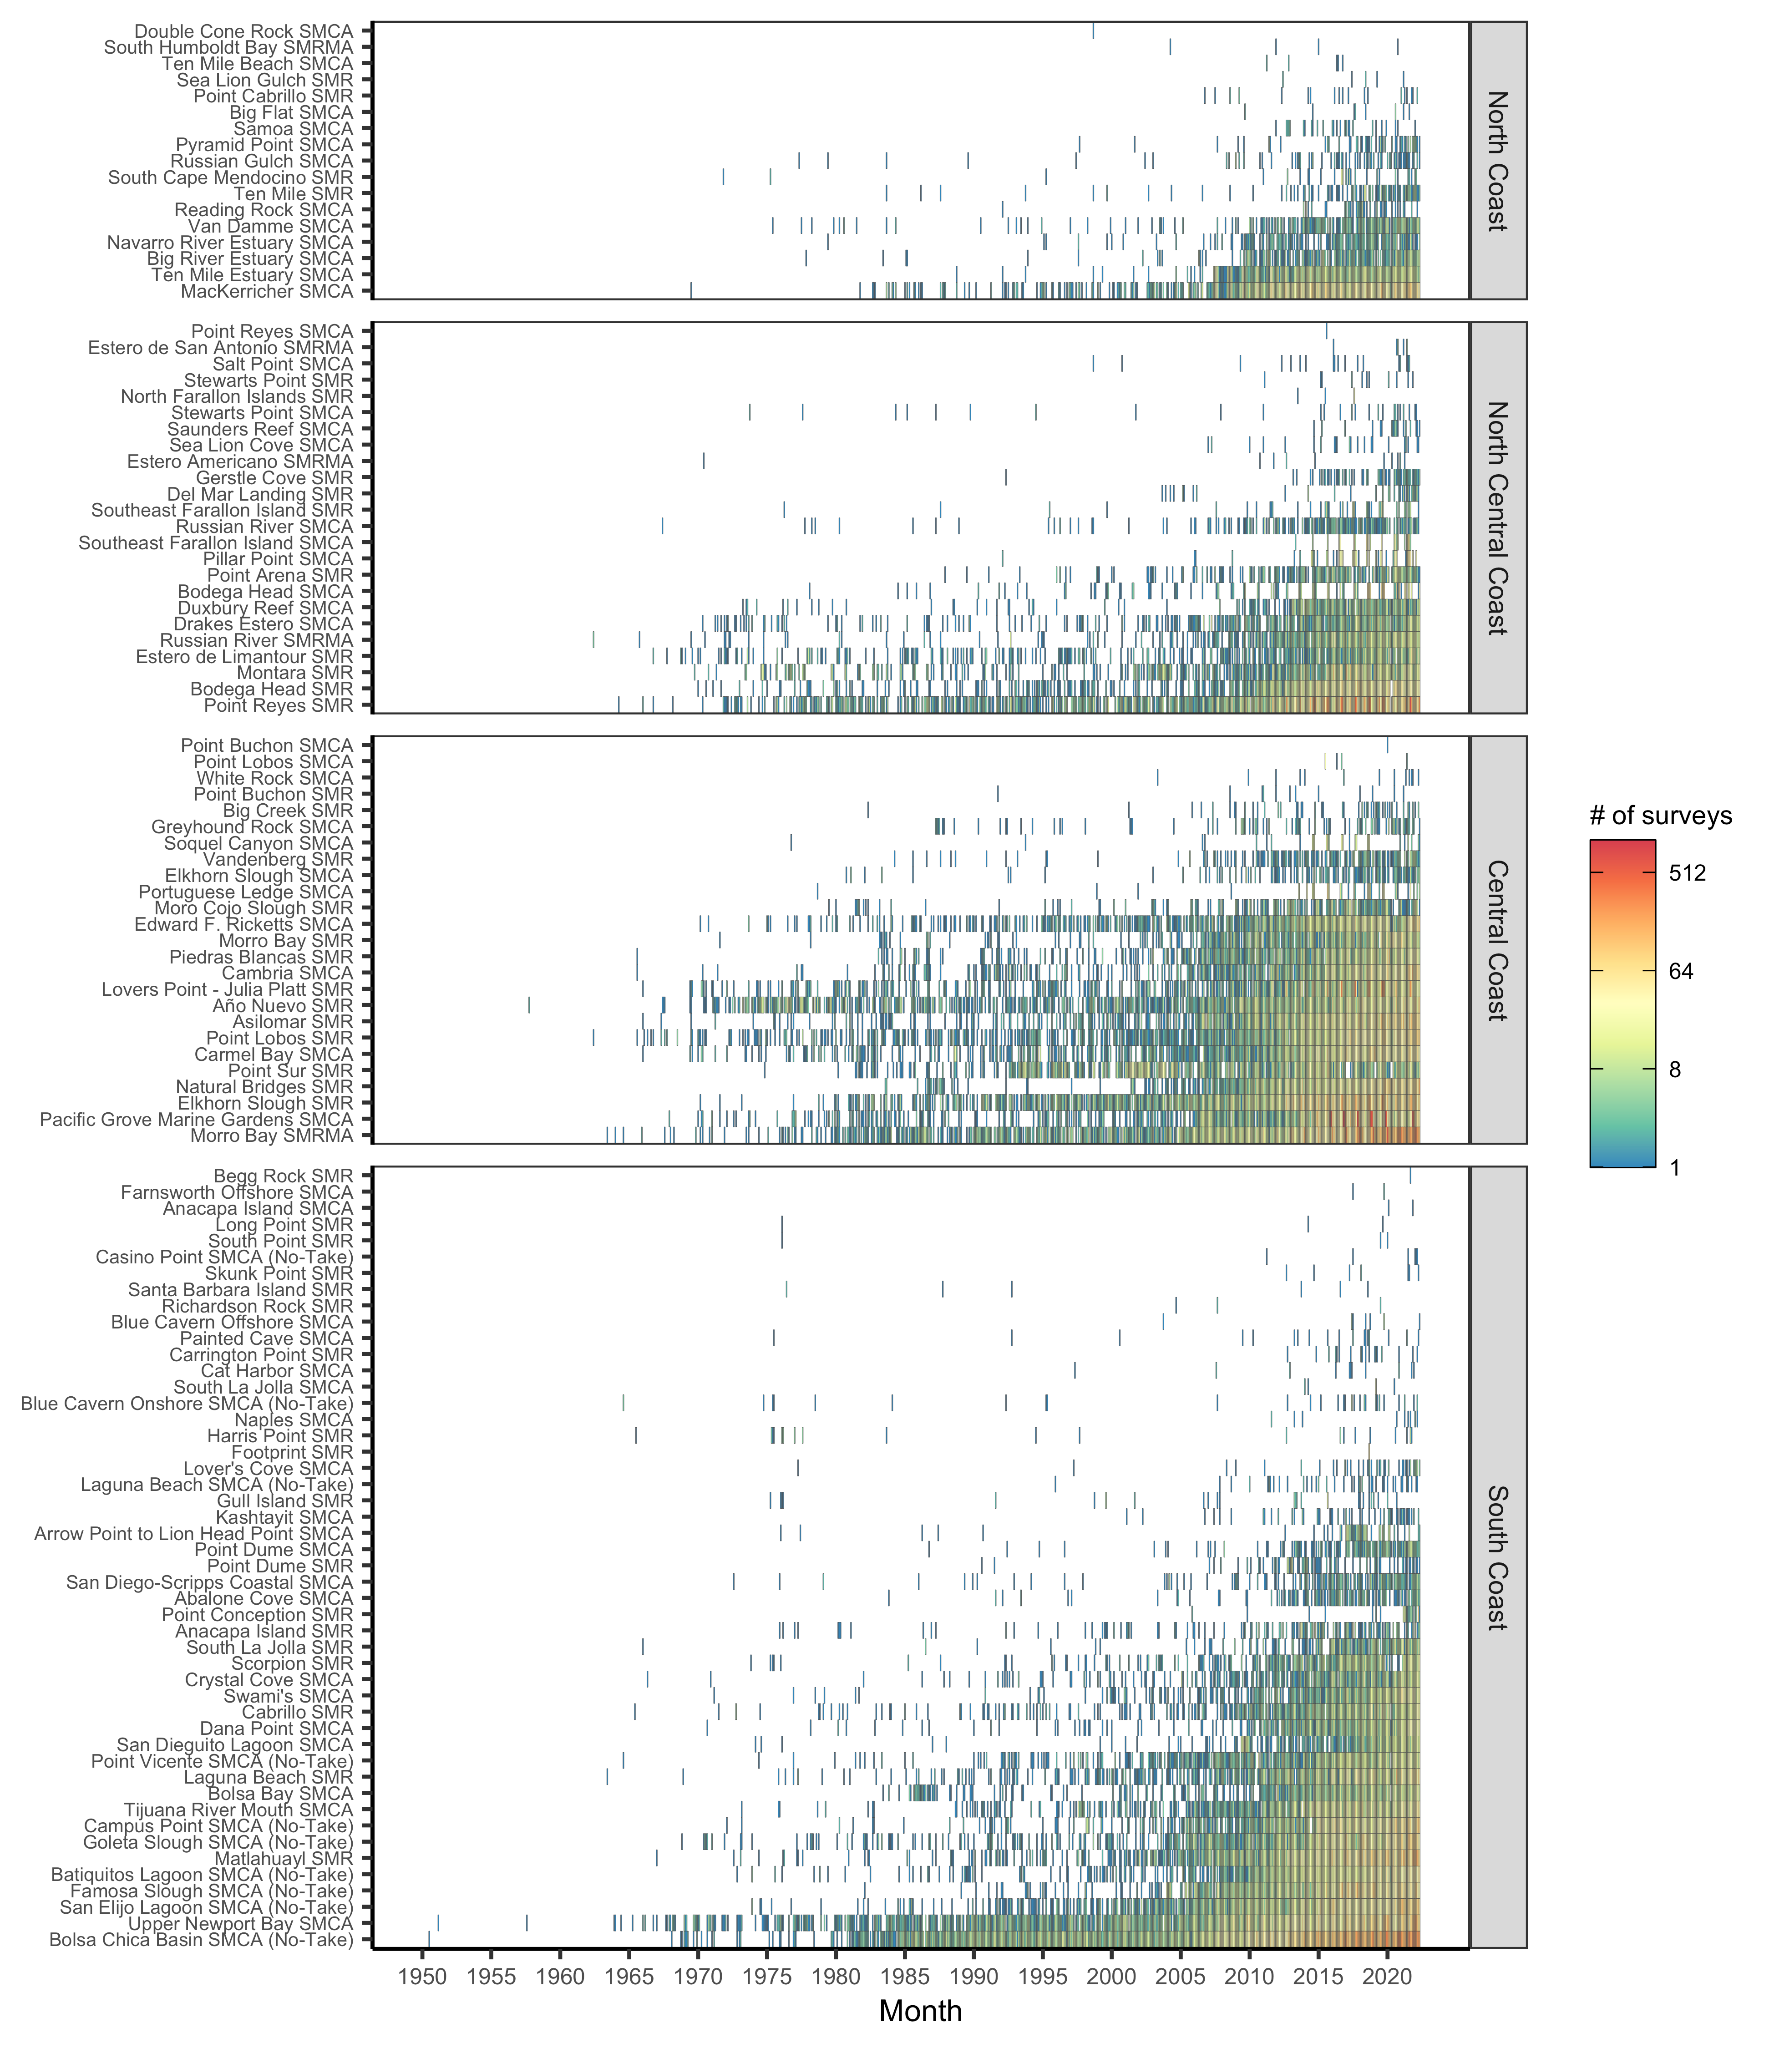 Double Cone Rock SMCA
South Humboldt Bay SMRMA
Ten Mile Beach SMCA
Sea Lion Gulch SMR
Point Cabrillo SMR
Big Flat SMCA
Samoa SMCA
Pyramid Point SMCA
Russian Gulch SMCA
South Cape Mendocino SMR
Ten Mile SMR
Reading Rock SMCA
Van Damme SMCA
Navarro River Estuary SMCA
Big River Estuary SMCA
Ten Mile Estuary SMCA
MacKerricher SMCA
North Coast
Point Reyes SMCA
Estero de San Antonio SMRMA
Salt Point SMCA
Stewarts Point SMR
North Farallon Islands SMR
Stewarts Point SMCA
Saunders Reef SMCA
Sea Lion Cove SMCA
Estero Americano SMRMA
Gerstle Cove SMR
Del Mar Landing SMR
Southeast Farallon Island SMR
Russian River SMCA
Southeast Farallon Island SMCA
Pillar Point SMCA
Point Arena SMR
Bodega Head SMCA
Duxbury Reef SMCA
Drakes Estero SMCA
Russian River SMRMA
Estero de Limantour SMR
Montara SMR
Bodega Head SMR
Point Reyes SMR
North Central Coast
Point Buchon SMCA
Point Lobos SMCA
White Rock SMCA
Point Buchon SMR
Big Creek SMR
Greyhound Rock SMCA
Soquel Canyon SMCA
Vandenberg SMR
Elkhorn Slough SMCA
Portuguese Ledge SMCA
Moro Cojo Slough SMR
Edward F. Ricketts SMCA
Morro Bay SMR
Piedras Blancas SMR
Cambria SMCA
Lovers Point - Julia Platt SMR
Año Nuevo SMR
Asilomar SMR
Point Lobos SMR
Carmel Bay SMCA
Point Sur SMR
Natural Bridges SMR
Elkhorn Slough SMR
Pacific Grove Marine Gardens SMCA
Morro Bay SMRMA
Central Coast
Begg Rock SMR
Farnsworth Offshore SMCA
Anacapa Island SMCA
Long Point SMR
South Point SMR
Casino Point SMCA (No-Take)
Skunk Point SMR
Santa Barbara Island SMR
Richardson Rock SMR
Blue Cavern Offshore SMCA
Painted Cave SMCA
Carrington Point SMR
Cat Harbor SMCA
South La Jolla SMCA
Blue Cavern Onshore SMCA (No-Take)
Naples SMCA
Harris Point SMR
Footprint SMR
Lover's Cove SMCA
Laguna Beach SMCA (No-Take)
Gull Island SMR
Kashtayit SMCA
Arrow Point to Lion Head Point SMCA
Point Dume SMCA
Point Dume SMR
San Diego-Scripps Coastal SMCA
Abalone Cove SMCA
Point Conception SMR
Anacapa Island SMR
South La Jolla SMR
Scorpion SMR
Crystal Cove SMCA
Swami's SMCA
Cabrillo SMR
Dana Point SMCA
San Dieguito Lagoon SMCA
Point Vicente SMCA (No-Take)
Laguna Beach SMR
Bolsa Bay SMCA
Tijuana River Mouth SMCA
Campus Point SMCA (No-Take)
Goleta Slough SMCA (No-Take)
Matlahuayl SMR
Batiquitos Lagoon SMCA (No-Take)
Famosa Slough SMCA (No-Take)
San Elijo Lagoon SMCA (No-Take)
Upper Newport Bay SMCA
Bolsa Chica Basin SMCA (No-Take)
South Coast
1950 1955 1960 1965 1970 1975 1980 1985 1990 1995 2000 2005 2010 2015 2020
Month
# of surveys
512
64
8
1